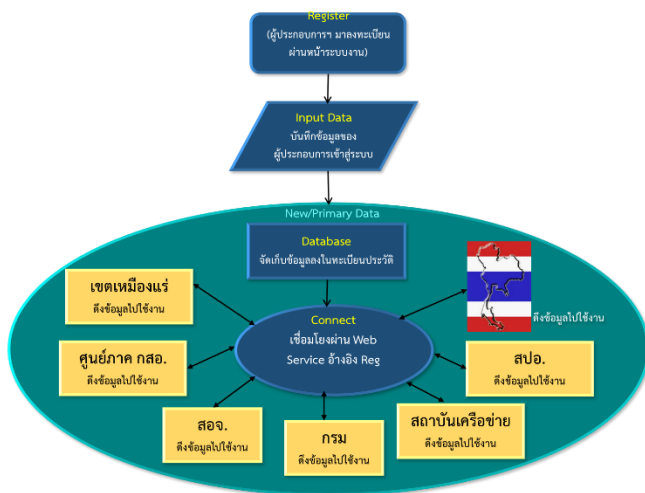 Register
(ผู้ประกอบการฯ มาลงทะเบียน
ผ่านหน้าระบบงาน)
Input Data
บันทึกข้อมูลของ
ผู้ประกอบการเข้าสู่ระบบ
New/Primary Data
Database
จัดเก็บข้อมูลลงในทะเบียนประวัติ
เขตเหมืองแร่
ดึงข้อมูลไปใช้งาน
ดึงข้อมูลไปใช้งาน
Connect
เชื่อมโยงผ่าน Web
Service อ้างอิง Reg
ศูนย์ภาค กสอ.
ดึงข้อมูลไปใช้งาน
สปอ.
ดึงข้อมูลไปใช้งาน
สอจ.
ดึงข้อมูลไปใช้งาน
กรม
ดึงข้อมูลไปใช้งาน
สถาบันเครือข่าย
ดึงข้อมูลไปใช้งาน